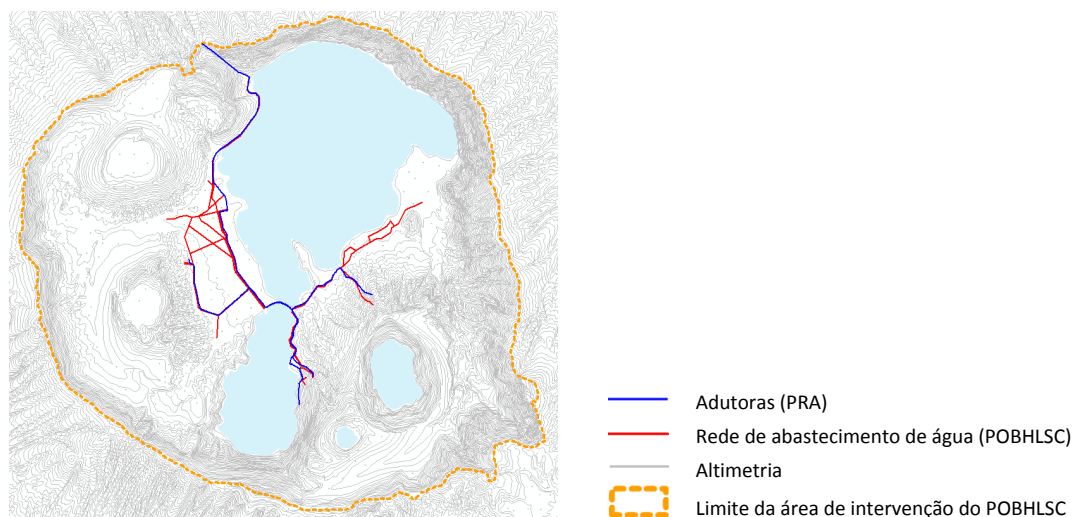 Adutoras (PRA)
Rede de abastecimento de água (POBHLSC)
Altimetria
Limite da área de intervenção do POBHLSC